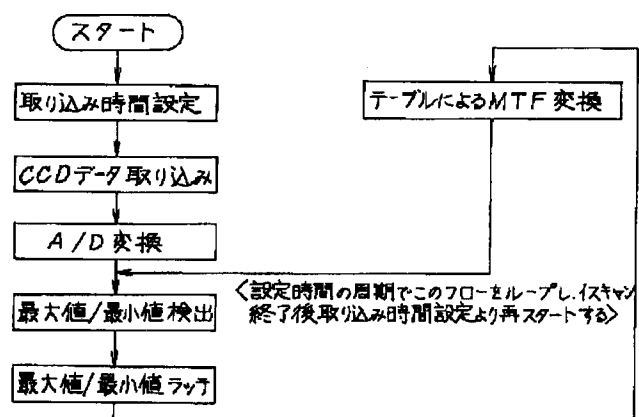 スタート
取り込み時間設定
CCDデータ取り込み
A/D変換
最大値/最小値検出
最大値/最小値ラッチ
テーブルによるMTF変換
<設定時間の周期でこのフローをループし、1スキャン
終了後取り込み時間設定より再スタートする>